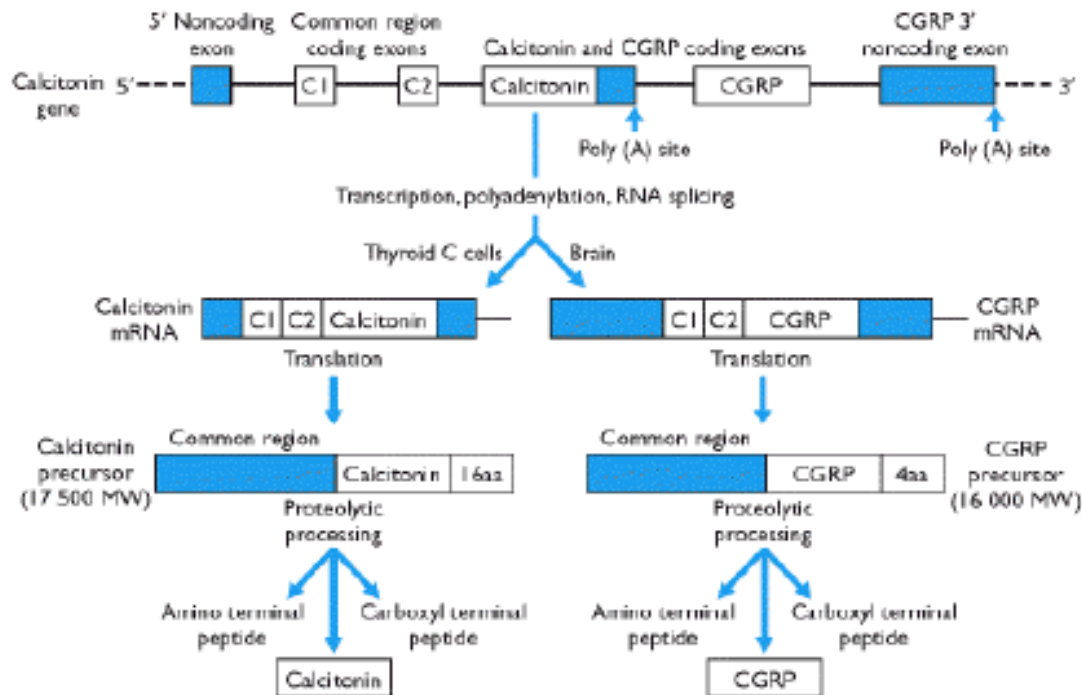 5' Noncoding
exon
Common region
coding exons
Calcitonin and CGRP coding exons
CGRP 3'
noncoding exon
Calcitonin
gene
5'
C1
C2
Calcitonin
CGRP
3'
Poly (A) site
Poly (A) site
Transcription, polyadenylation, RNA splicing
Thyroid C cells
Brain
Calcitonin
mRNA
C1
C2
Calcitonin
C1
C2
CGRP
CGRP
mRNA
Translation
Translation
Calcitonin
precursor
(17 500 MW)
Common region
Calcitonin
16aa
Common region
CGRP
4aa
CGRP
precursor
(16 000 MW)
Proteolytic
processing
Proteolytic
processing
Amino terminal
peptide
Carboxyl terminal
peptide
Amino terminal
peptide
Carboxyl terminal
peptide
Calcitonin
CGRP